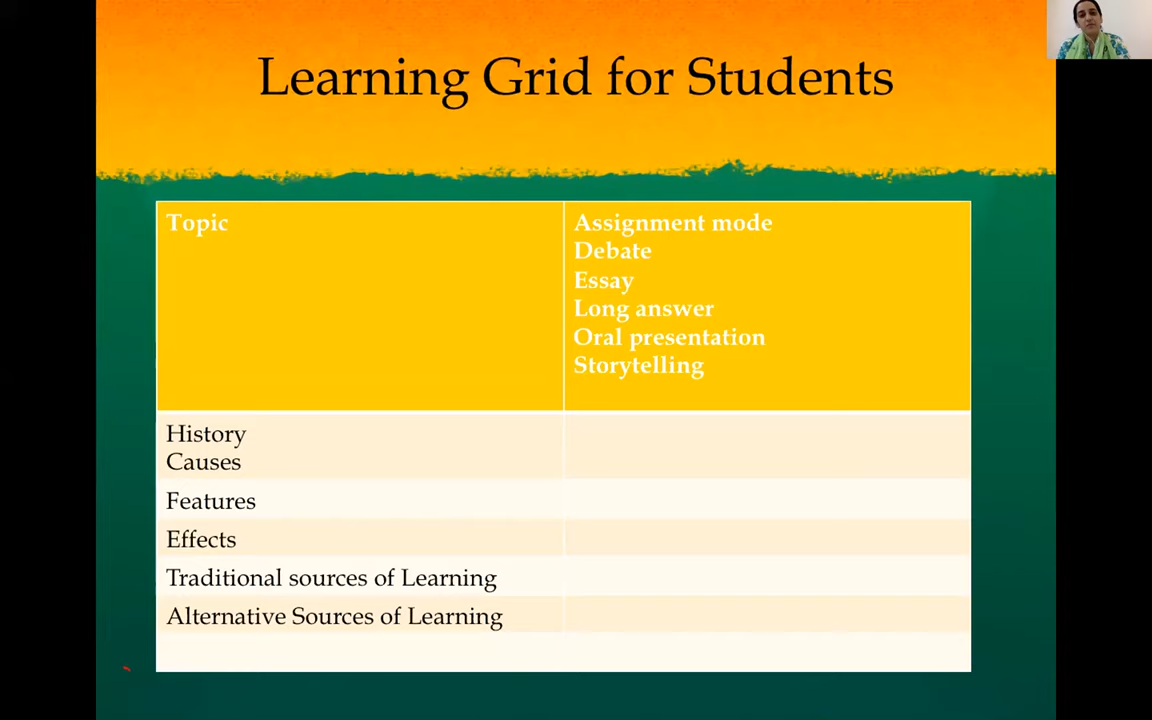 Learning Grid for Students
Topic
Assignment mode
Debate
Essay
Long answer
Oral presentation
Storytelling
History
Causes
Features
Effects
Traditional sources of Learning
Alternative Sources of Learning